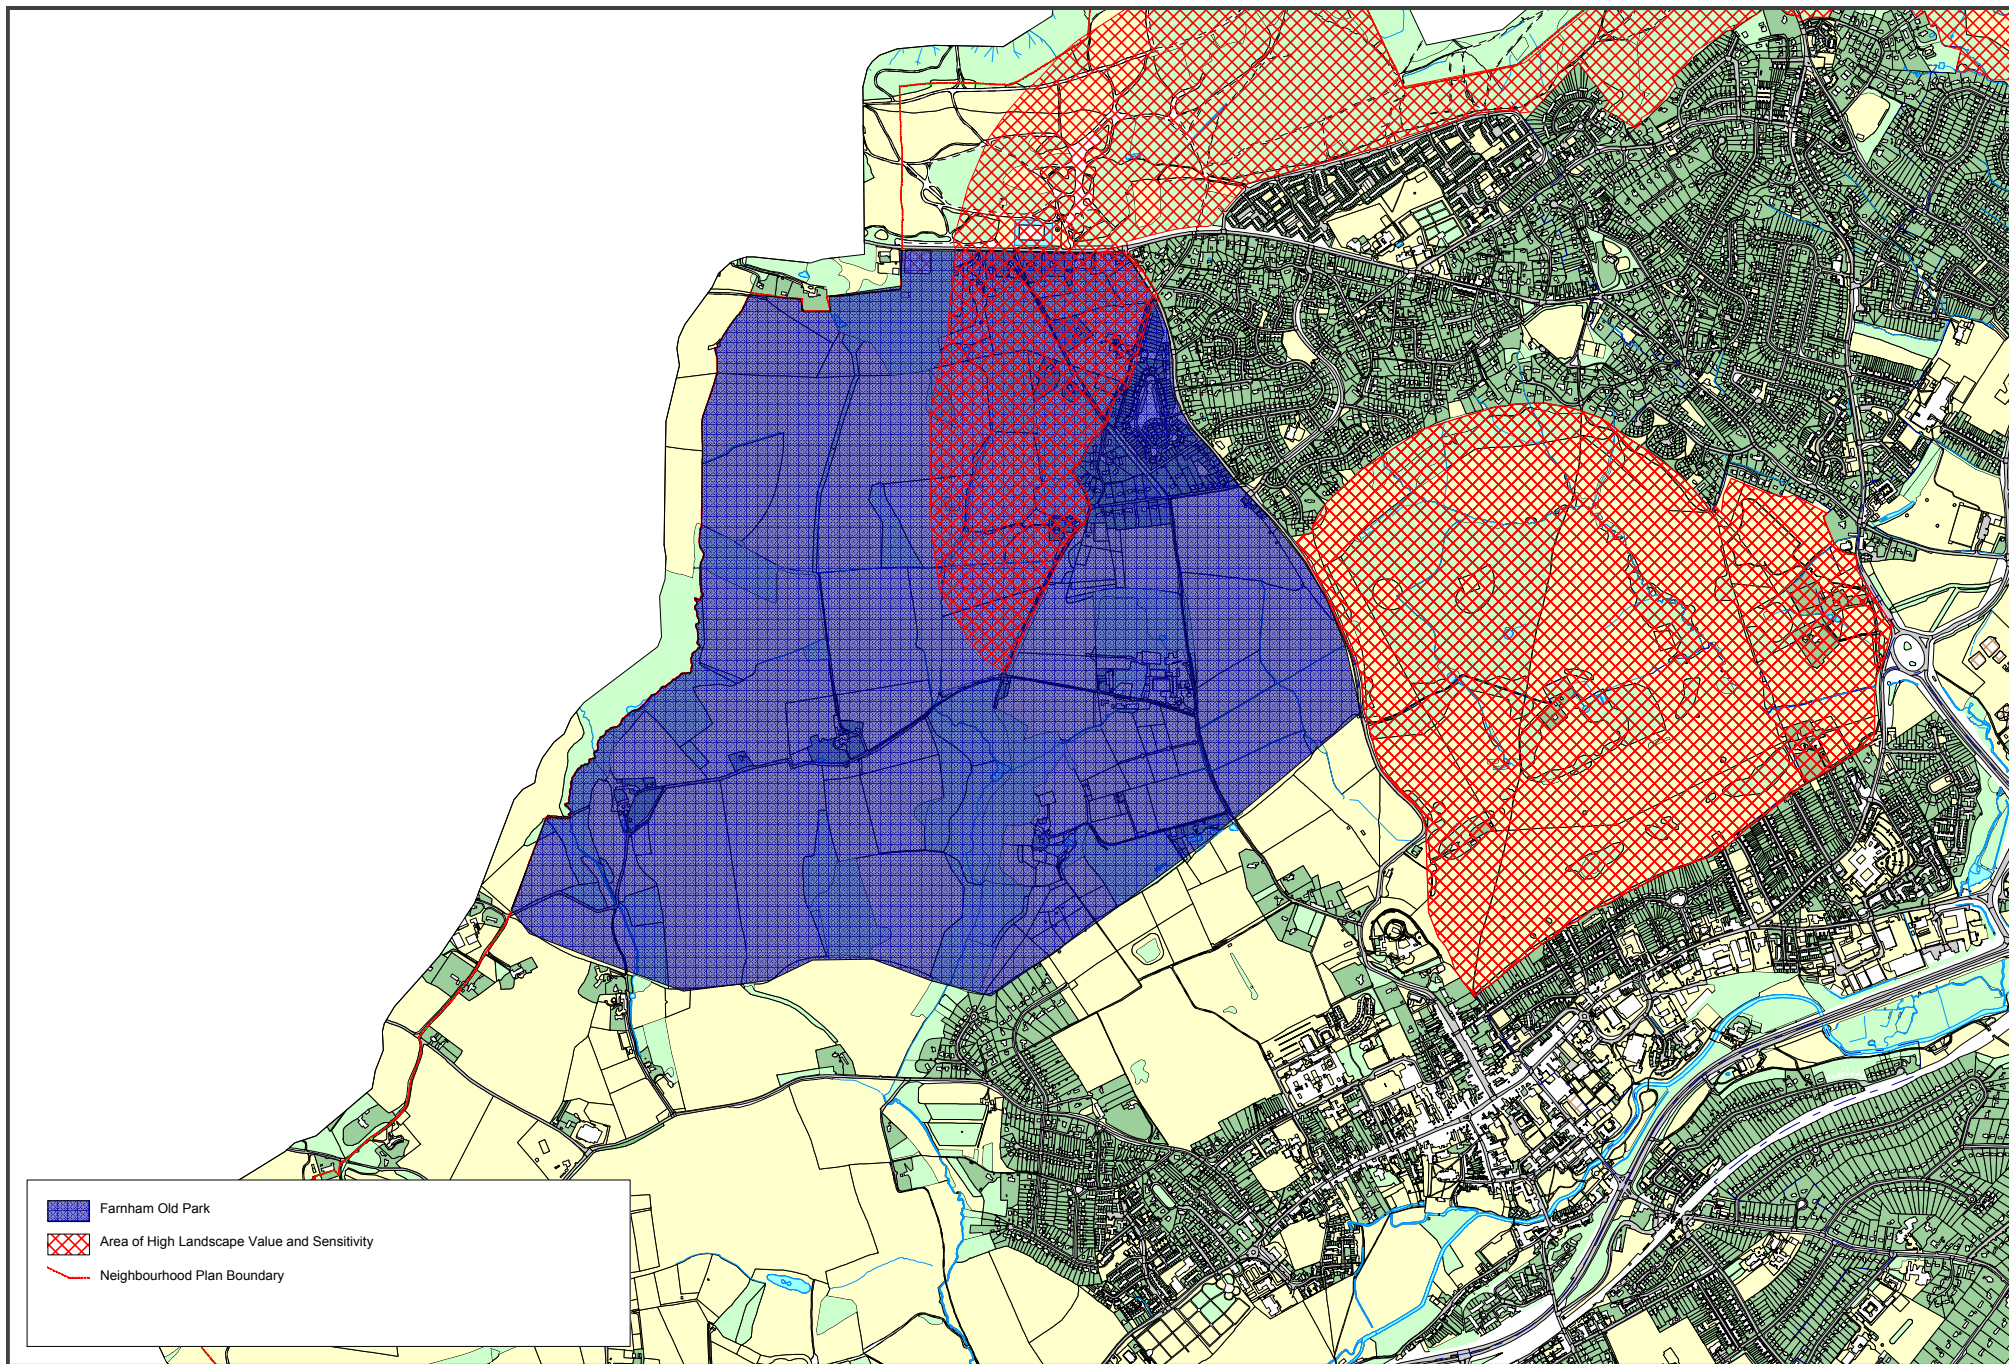 Farnham Old Park
Area of High Landscape Value and Sensitivity
Neighbourhood Plan Boundary